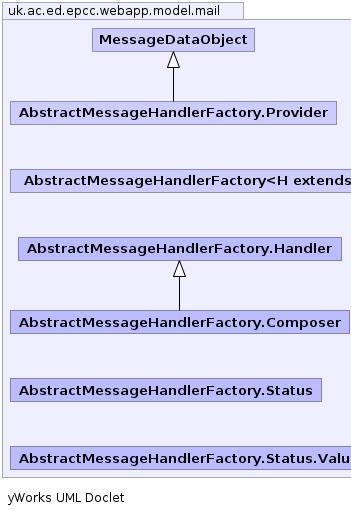 uk.ac.ed.epcc.webapp.model.mail
MessageDataObject
AbstractMessageHandlerFactory.Provider
AbstractMessageHandlerFactory<H extends
AbstractMessageHandlerFactory.Handler
AbstractMessageHandlerFactory.Composer
AbstractMessageHandlerFactory.Status
AbstractMessageHandlerFactory.Status.Valu
yWorks UML Doclet